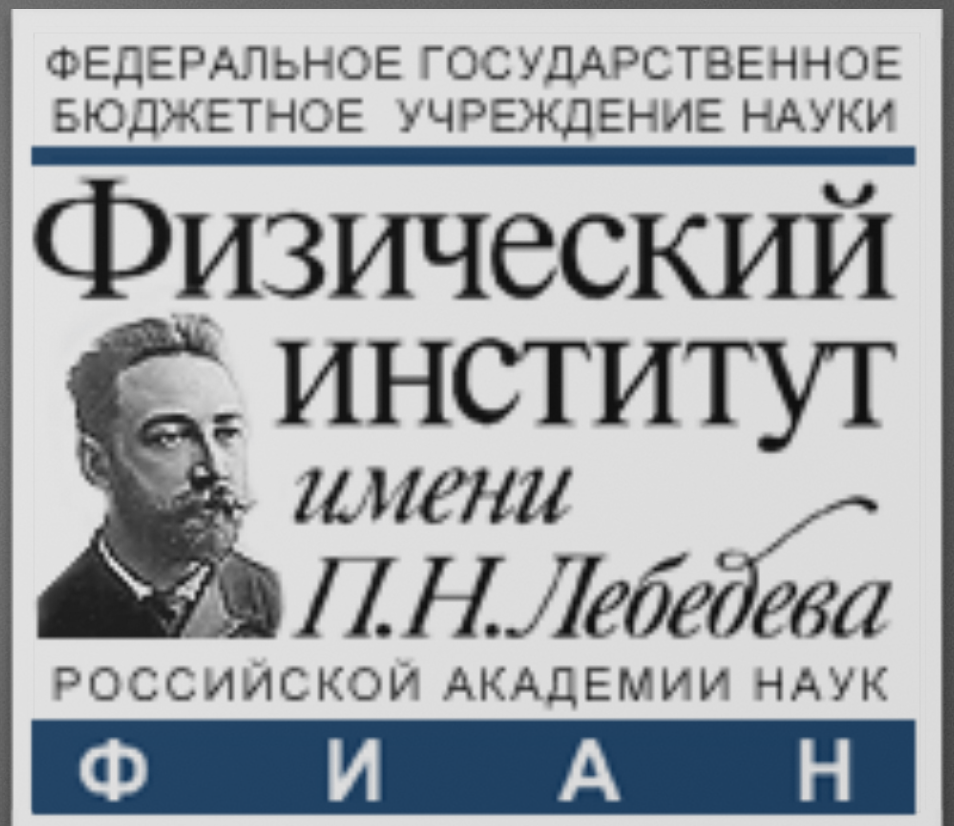 ФЕДЕРАЛЬНОЕ ГОСУДАРСТВЕННОЕ
БЮДЖЕТНОЕ УЧРЕЖДЕНИЕ НАУКИ
Физический
институт
имени
П.Н.Лебедева
РОССИЙСКОЙ АКАДЕМИИ НАУК
Ф И А Н